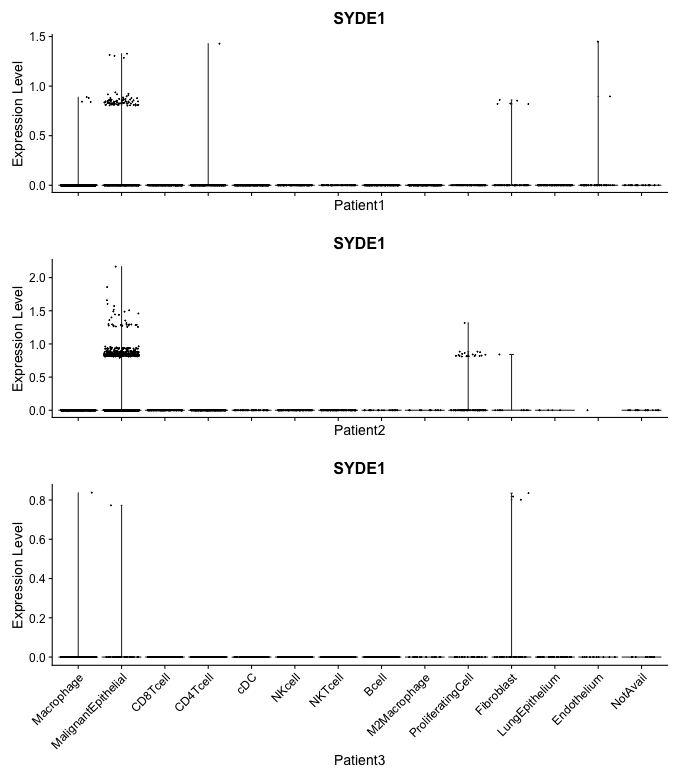 SYDE1
Expression Level
1.5
1.0
0.5
0.0
Patient1
SYDE1
Expression Level
2.0
1.5
1.0
0.5
0.0
Patient2
SYDE1
Expression Level
0.8
0.6
0.4
0.2
0.0
Macrophage
MalignantEpithelial
CD8Tcell
CD4Tcell
cDC
NKcell
NKTcell
Bcell
M2Macrophage
ProliferatingCell
Fibroblast
LungEpithelium
Endothelium
NotAvail
Patient3